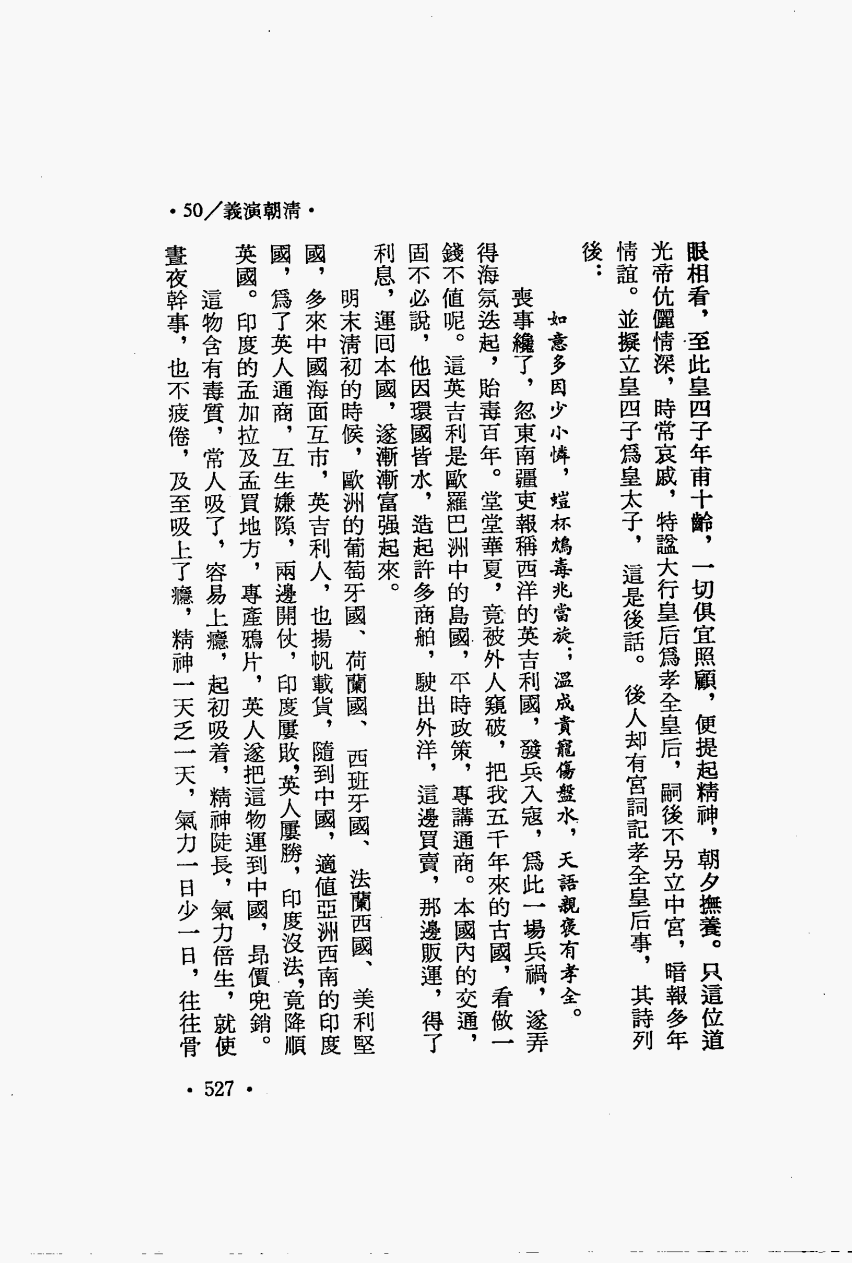 ·50／義演朝淸·
眼相看，至此皇四子年甫十齡，一切俱宜照顧，便提起精神，朝夕撫養。只這位道
光帝伉儷情深，時常哀戚，特諡大行皇后爲孝全皇后，嗣後不另立中宮，暗報多年
情誼。並擬立皇四子爲皇太子，這是後話。後人却有宮詞記孝全皇后事，其詩列
後：
如意多因少小憐，螘杯鴆毒兆當旋；溫成貴寵傷盤水，天語親褒有孝全。
喪事纔了，忽東南疆吏報稱西洋的英吉利國，發兵入寇，爲此一場兵禍，遂弄
得海氛迭起，貽毒百年。堂堂華夏，竟被外人窺破，把我五千年來的古國，看做一
錢不值呢。這英吉利是歐羅巴洲中的島國，平時政策，專講通商。本國內的交通，
固不必說，他因環國皆水，造起許多商舶，駛出外洋，這邊買賣，那邊販運，得了
利息，運囘本國，遂漸漸富强起來。
明末淸初的時候，歐洲的葡萄牙國、荷蘭國、西班牙國、法蘭西國、美利堅
國，多來中國海面互市，英吉利人，也揚帆載貨，隨到中國，適値亞洲西南的印度
國，爲了英人通商，互生嫌隙，兩邊開仗，印度屢敗，英人屢勝，印度沒法，竟降順
英國。印度的孟加拉及孟買地方，專產鴉片，英人遂把這物運到中國，昂價兜銷。
這物含有毒質，常人吸了，容易上癮，起初吸着，精神陡長，氣力倍生，就使
晝夜幹事，也不疲倦，及至吸上了癮，精神一天乏一天，氣力一日少一日，往往骨
·527·